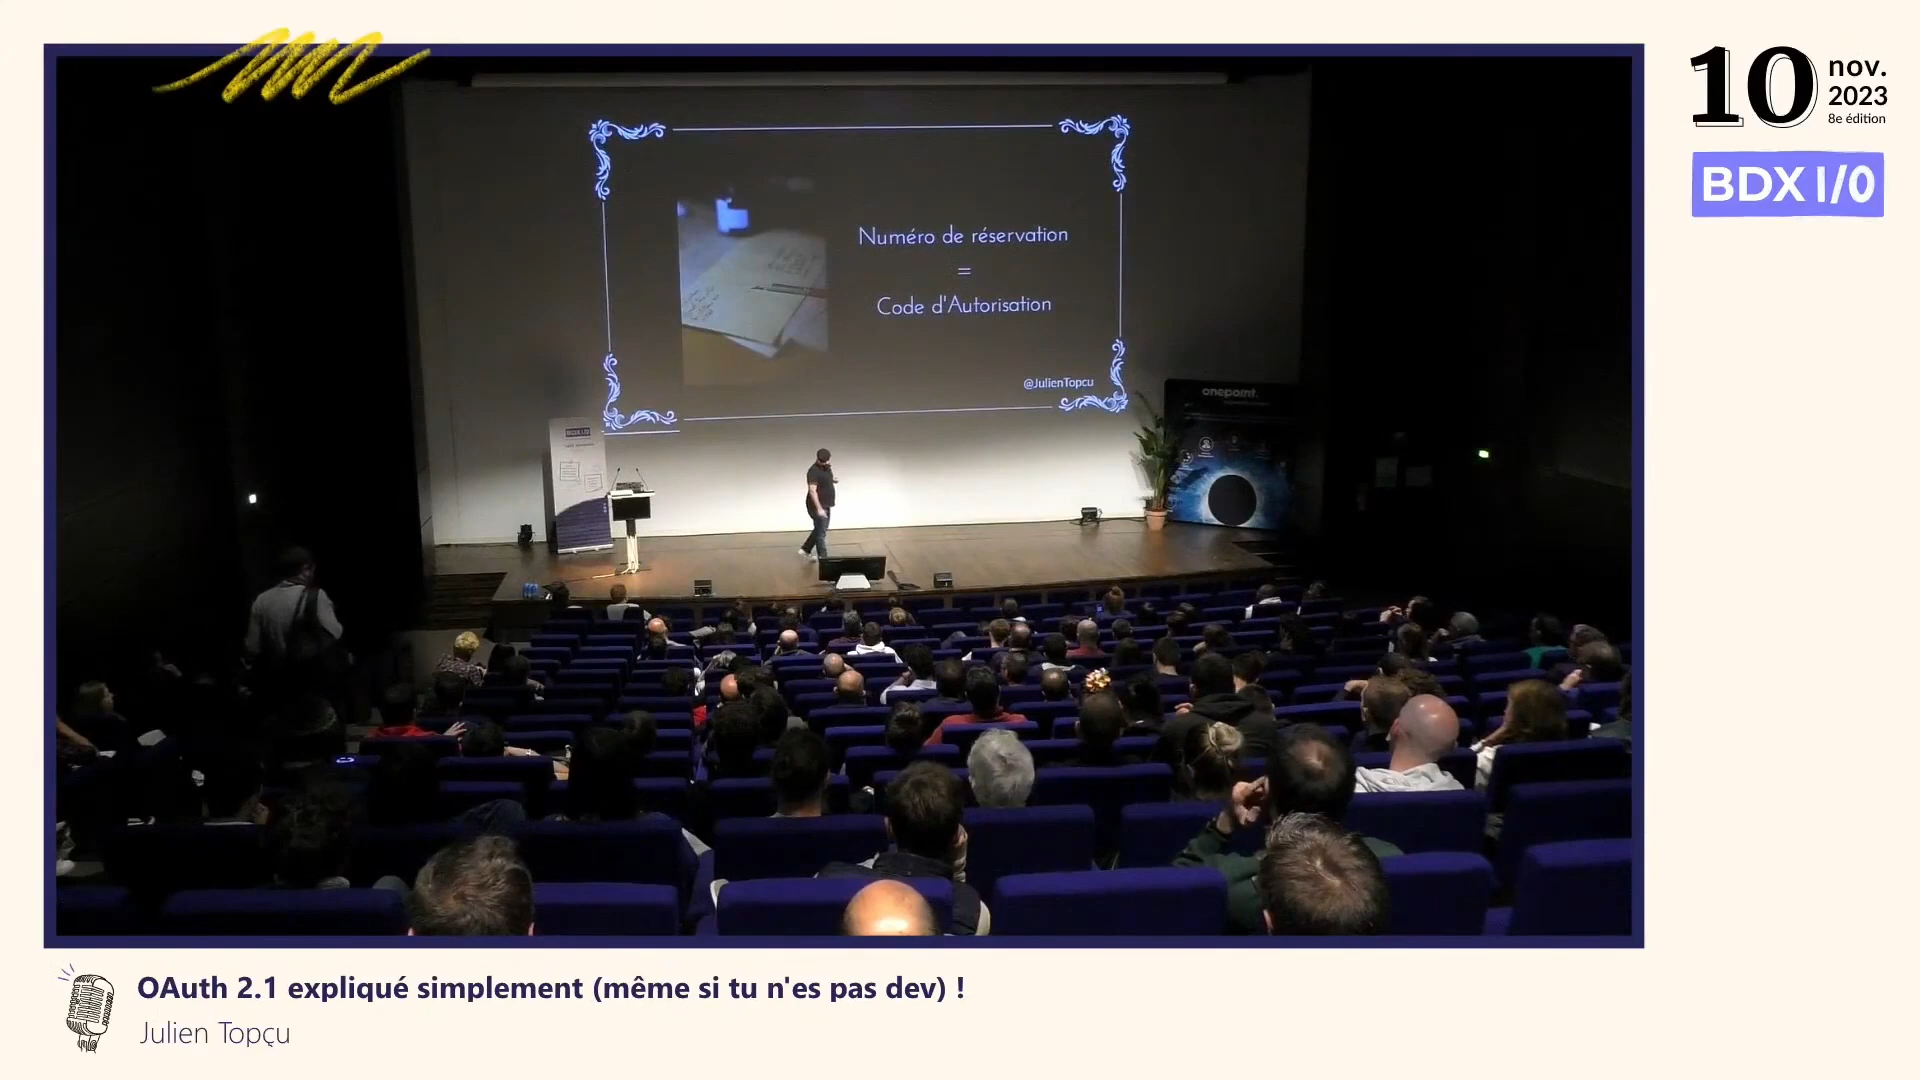 10
nov.
2023
8e édition
BDX I/O
Numéro de réservation
=
Code d'Autorisation
@JulienTopcu
onepoint.
OAuth 2.1 expliqué simplement (même si tu n'es pas dev) !
Julien Topçu